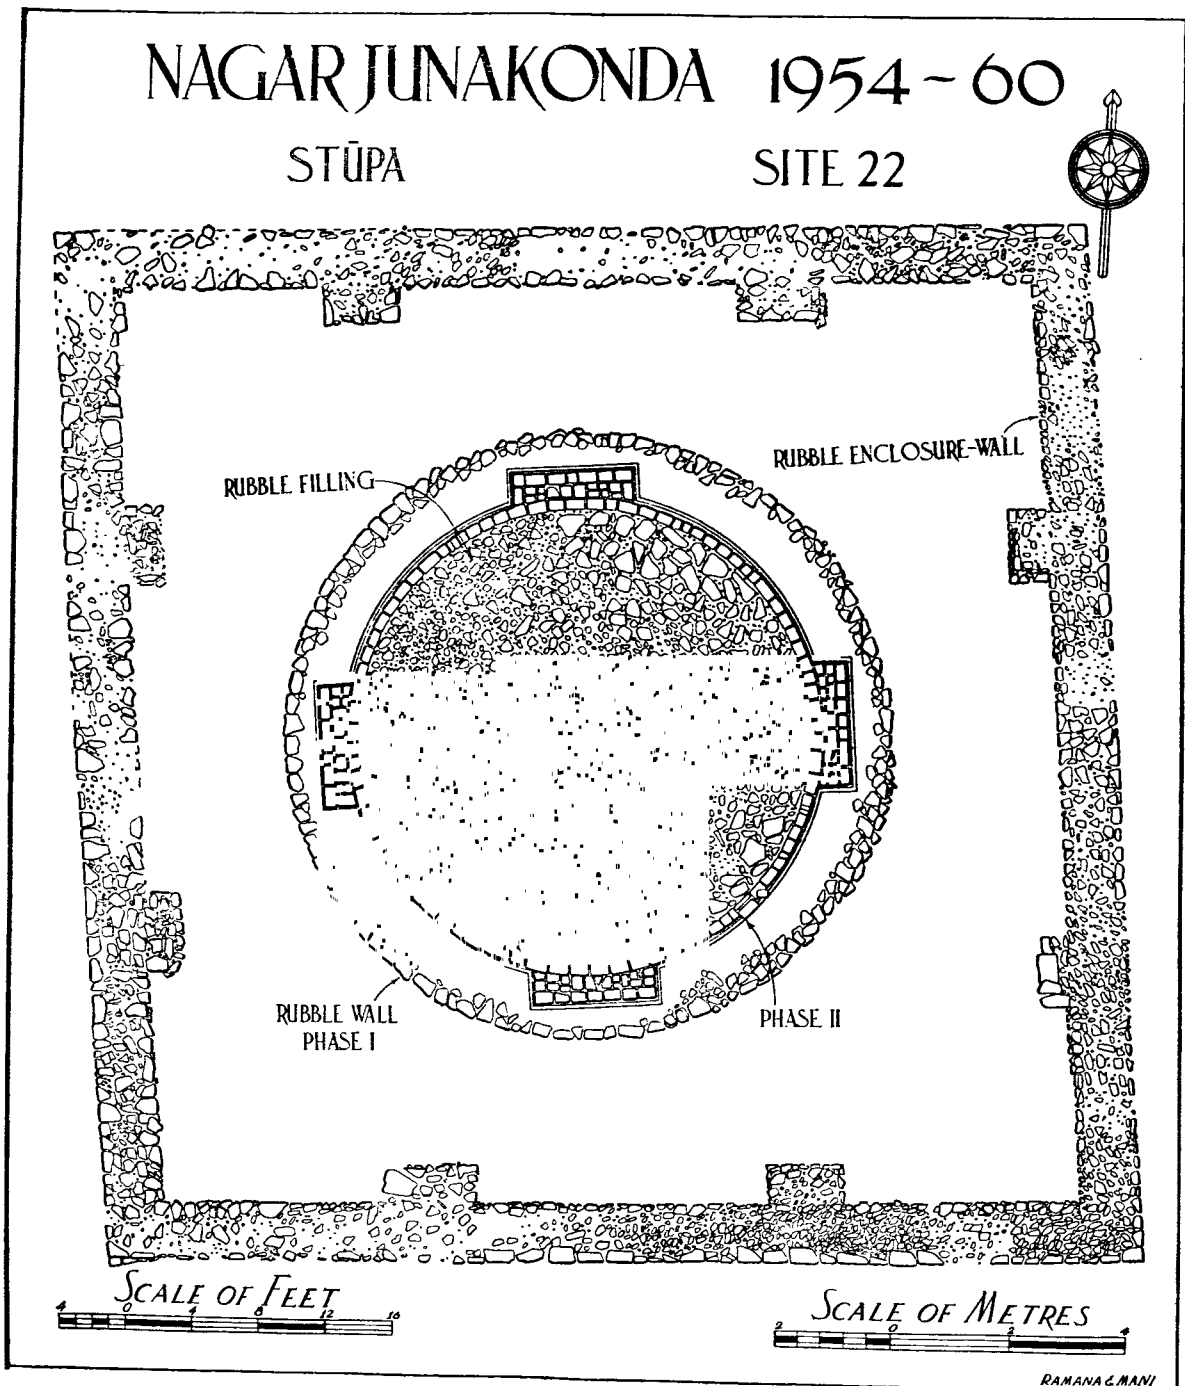 NAGARJUNAKONDA 1954-60
STŪPA SITE 22
RUBBLE ENCLOSURE-WALL
RUBBLE FILLING
RUBBLE WALL
PHASE I
PHASE II
SCALE OF FEET
4 0 4 8 12 16
SCALE OF METRES
2 0 2 4
RAMANA & MANI